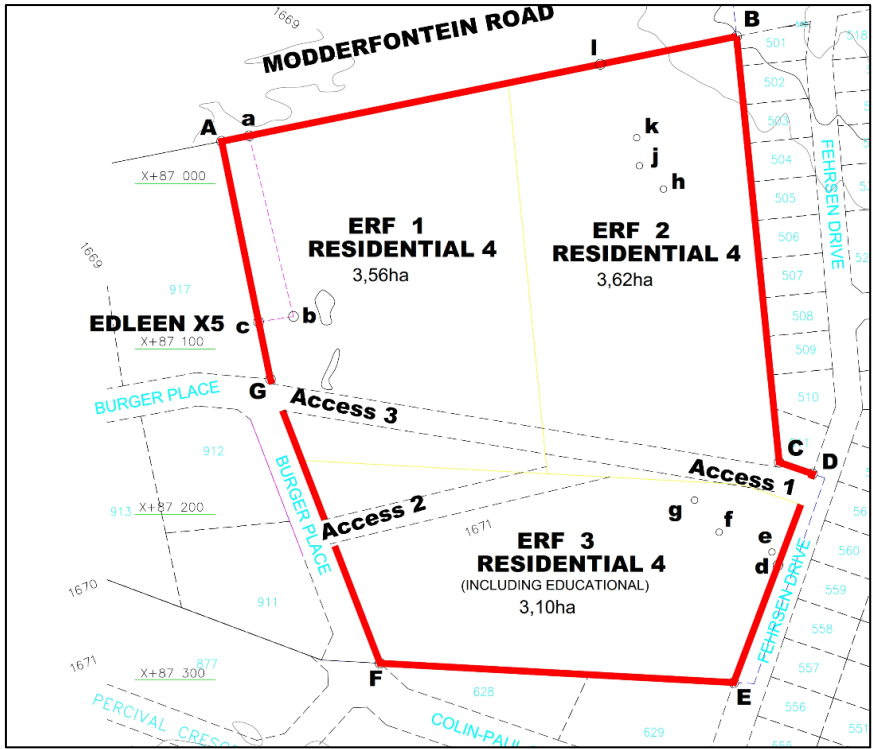 1669
MODDERFONTEIN ROAD
B
501
518
I
502
A
a
503
k
504
j
h
X+87 000
505
FEHRSEN DRIVE
ERF 1
RESIDENTIAL 4
3,56ha
ERF 2
RESIDENTIAL 4
3,62ha
506
1669
507
917
508
EDLEEN X5
c
b
X+87 100
509
BURGER PLACE
G
Access 3
510
912
C
D
Access 1
BURGER PLACE
913
X+87 200
Access 2
1671
g
f
ERF 3
RESIDENTIAL 4
(INCLUDING EDUCATIONAL)
3,10ha
e
d
560
559
FEHRSEN DRIVE
1670
911
558
1671
877
X+87 300
F
E
557
628
556
PERCIVAL CRESC
COLIN-PAUL
629
555
551